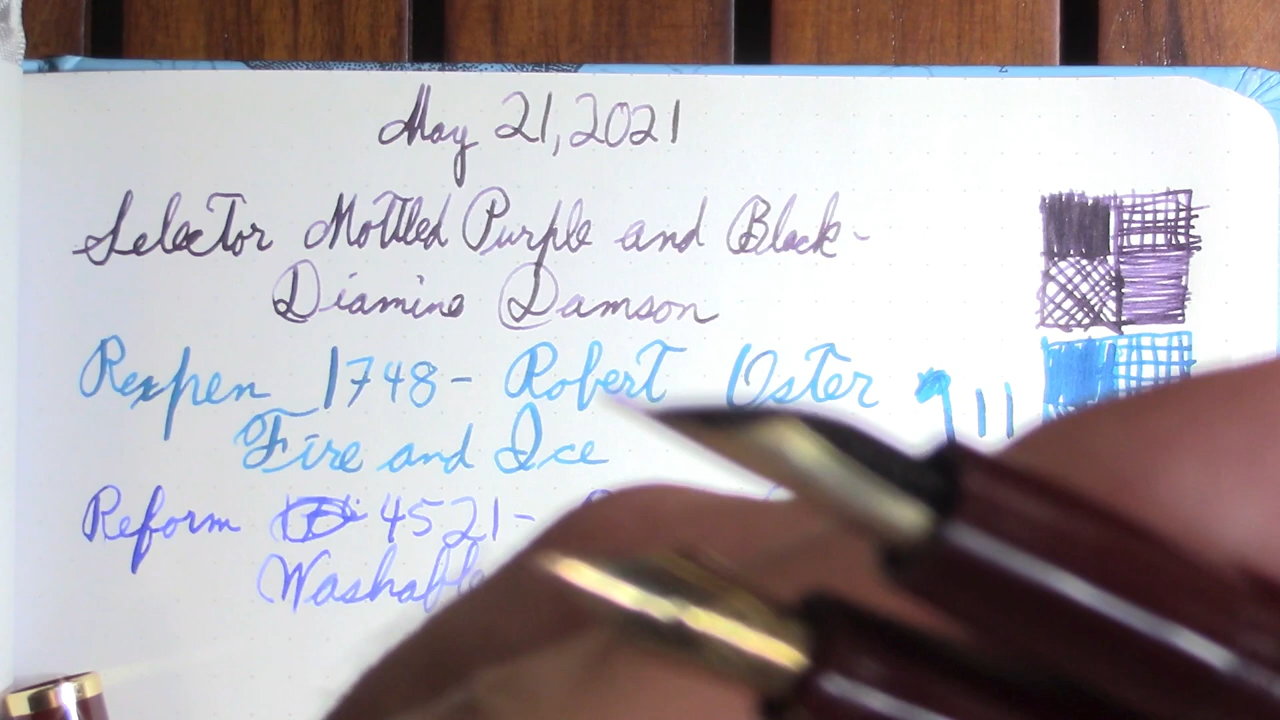 May 21, 2021
Selector Mottled Purple and Black-
Diamine Damson
Rexpen 1748- Robert Oster
Fire and Ice
911
Reform 4521-
Washable